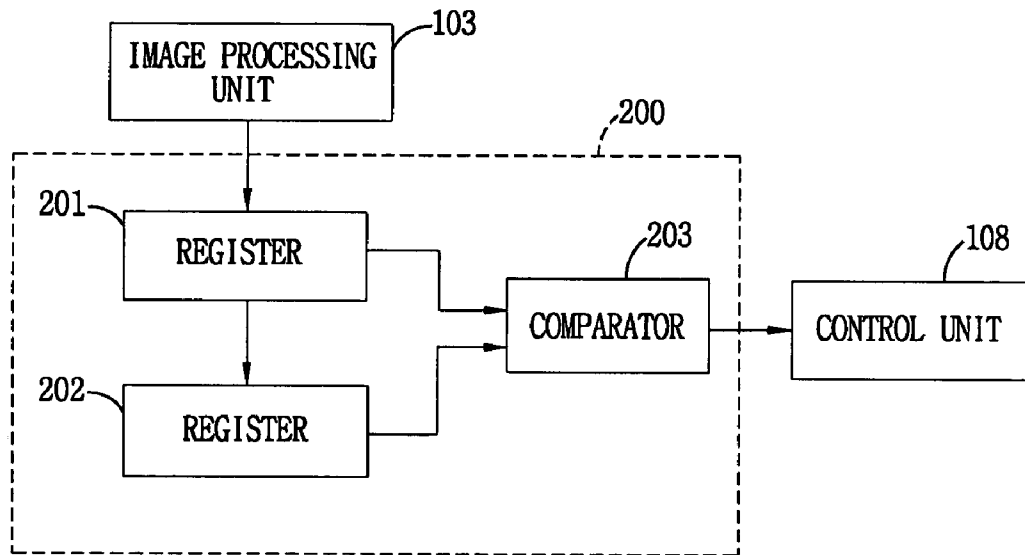 103
IMAGE PROCESSING
UNIT
200
201
REGISTER
203
COMPARATOR
108
CONTROL UNIT
202
REGISTER